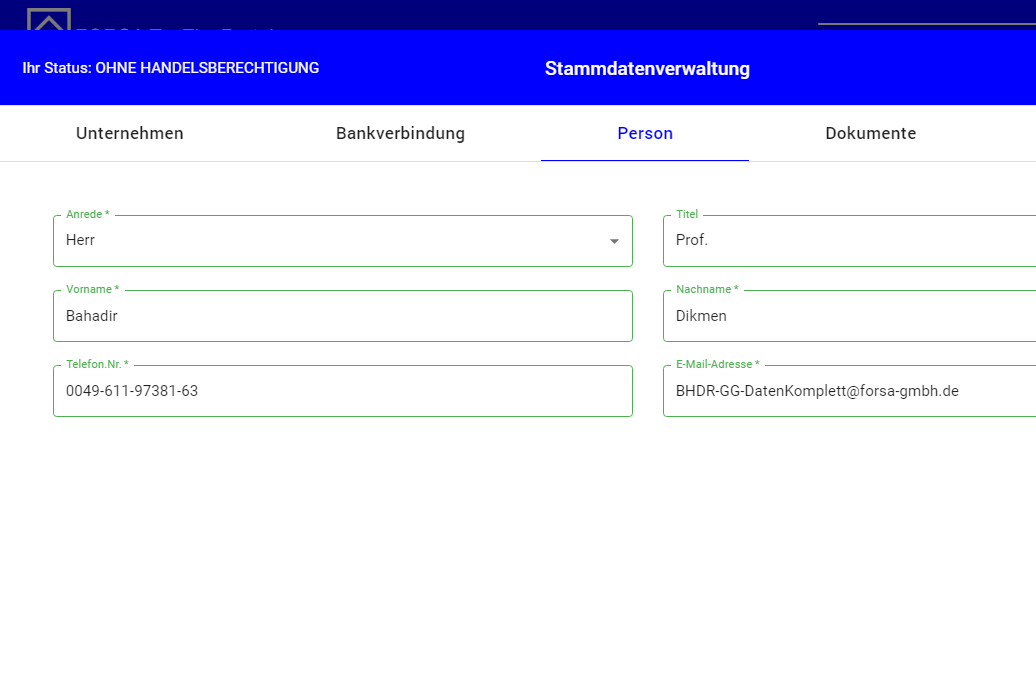 Ihr Status: OHNE HANDELSBERECHTIGUNG
Stammdatenverwaltung
Unternehmen Bankverbindung Person Dokumente
Anrede * Titel
Herr Prof.
Vorname * Nachname *
Bahadir Dikmen
Telefon.Nr. * E-Mail-Adresse *
0049-611-97381-63 BHDR-GG-DatenKomplett@forsa-gmbh.de